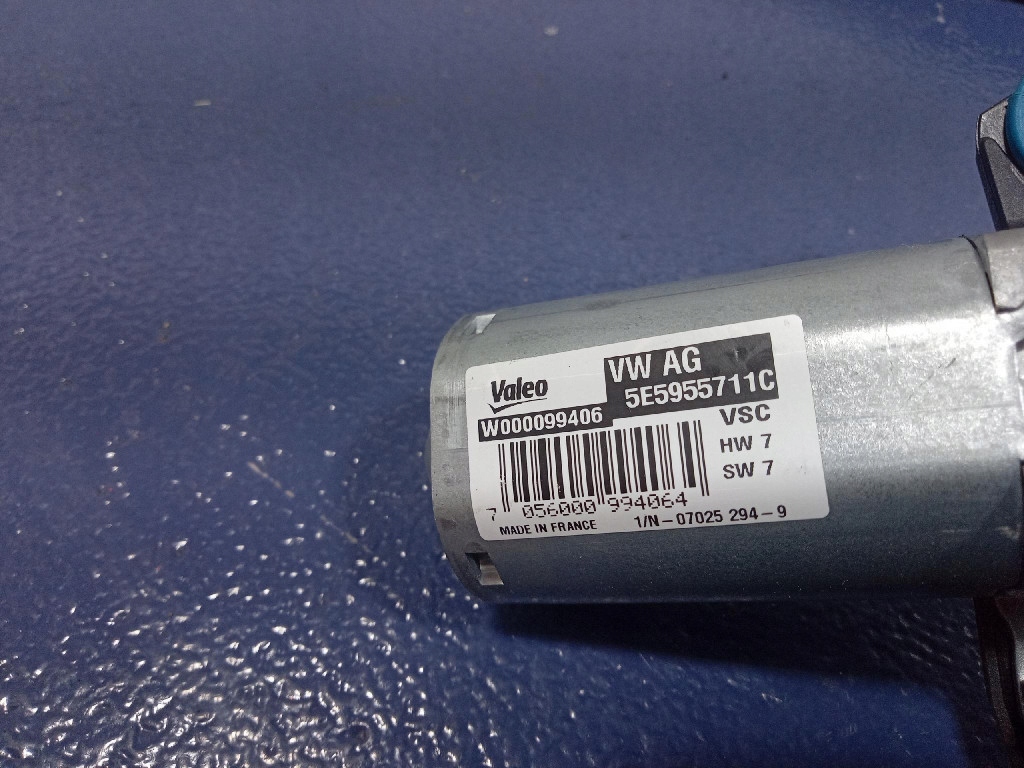 Valeo
VW AG
5E5955711C
W000099406
VSC
HW 7
SW 7
7 056000 994064
MADE IN FRANCE 1/N-07025 294-9